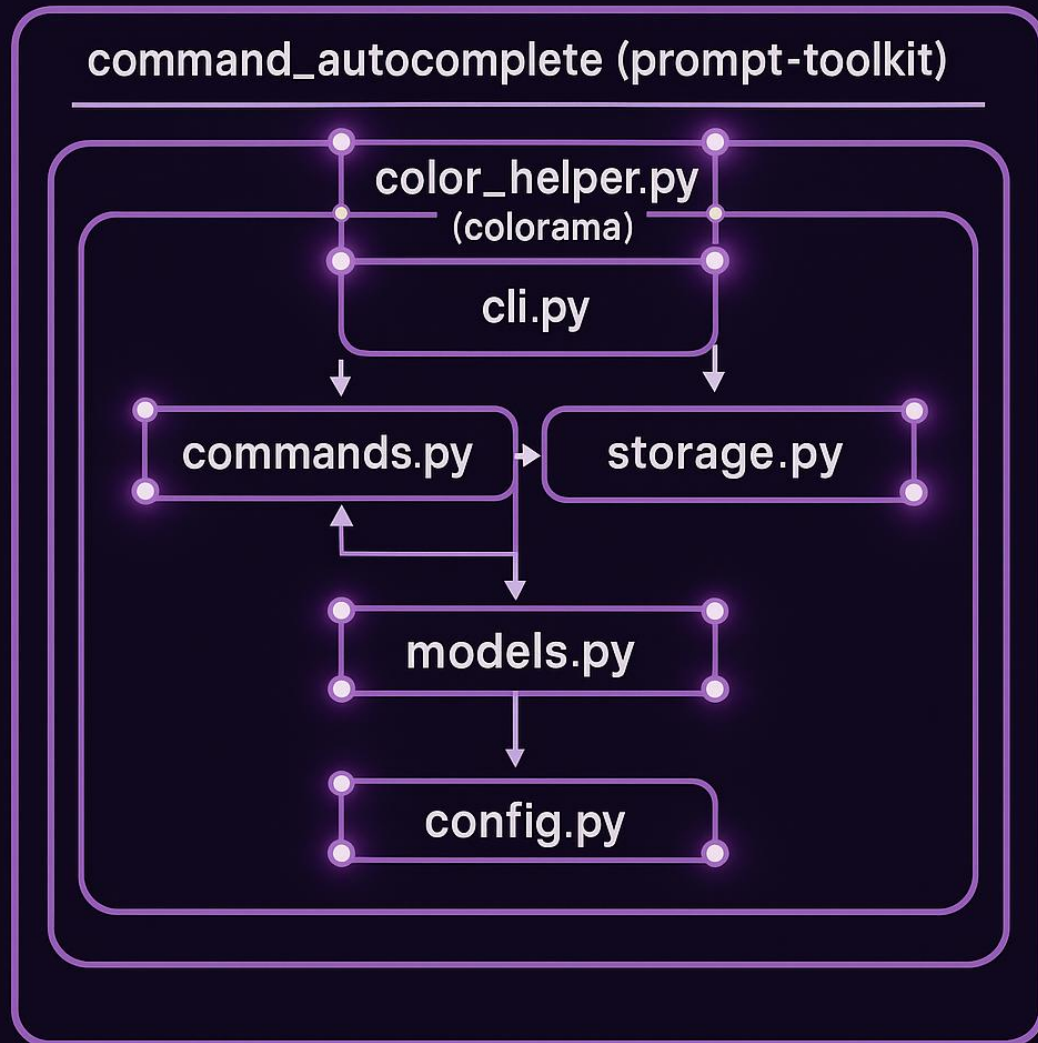 command_autocomplete (prompt-toolkit)
color_helper.py
(colorama)
cli.py
commands.py
storage.py
models.py
config.py